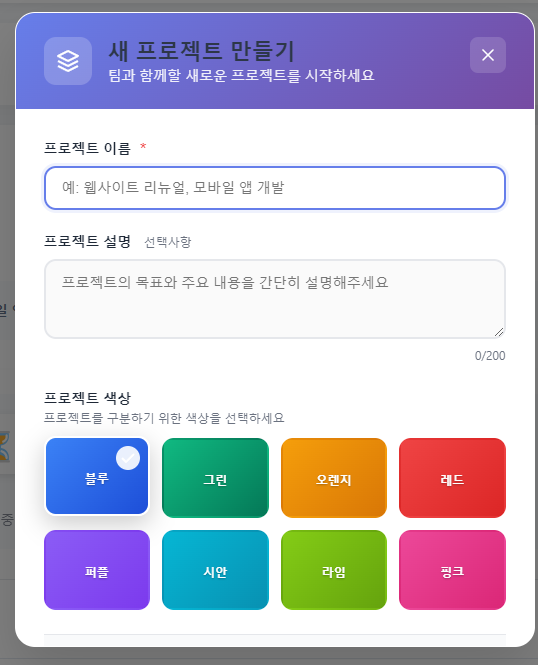 새 프로젝트 만들기
팀과 함께할 새로운 프로젝트를 시작하세요
프로젝트 이름 *
예: 웹사이트 리뉴얼, 모바일 앱 개발
프로젝트 설명 선택사항
프로젝트의 목표와 주요 내용을 간단히 설명해주세요
0/200
프로젝트 색상
프로젝트를 구분하기 위한 색상을 선택하세요
블루 그린 오렌지 레드
퍼플 시안 라임 핑크
중